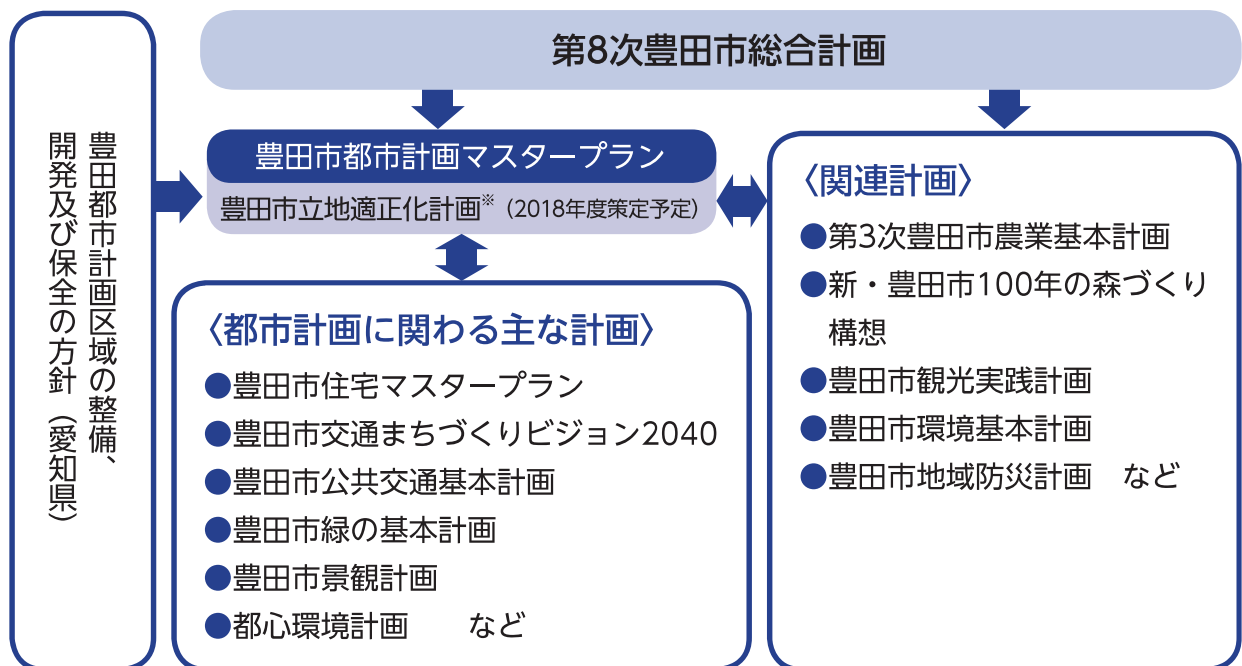 第8次豊田市総合計画
豊田都市計画区域の整備、
開発及び保全の方針（愛知県）
豊田市都市計画マスタープラン
豊田市立地適正化計画※（2018年度策定予定）
〈都市計画に関わる主な計画〉
●豊田市住宅マスタープラン
●豊田市交通まちづくりビジョン2040
●豊田市公共交通基本計画
●豊田市緑の基本計画
●豊田市景観計画
●都心環境計画　　など
〈関連計画〉
●第3次豊田市農業基本計画
●新・豊田市100年の森づくり
構想
●豊田市観光実践計画
●豊田市環境基本計画
●豊田市地域防災計画　など